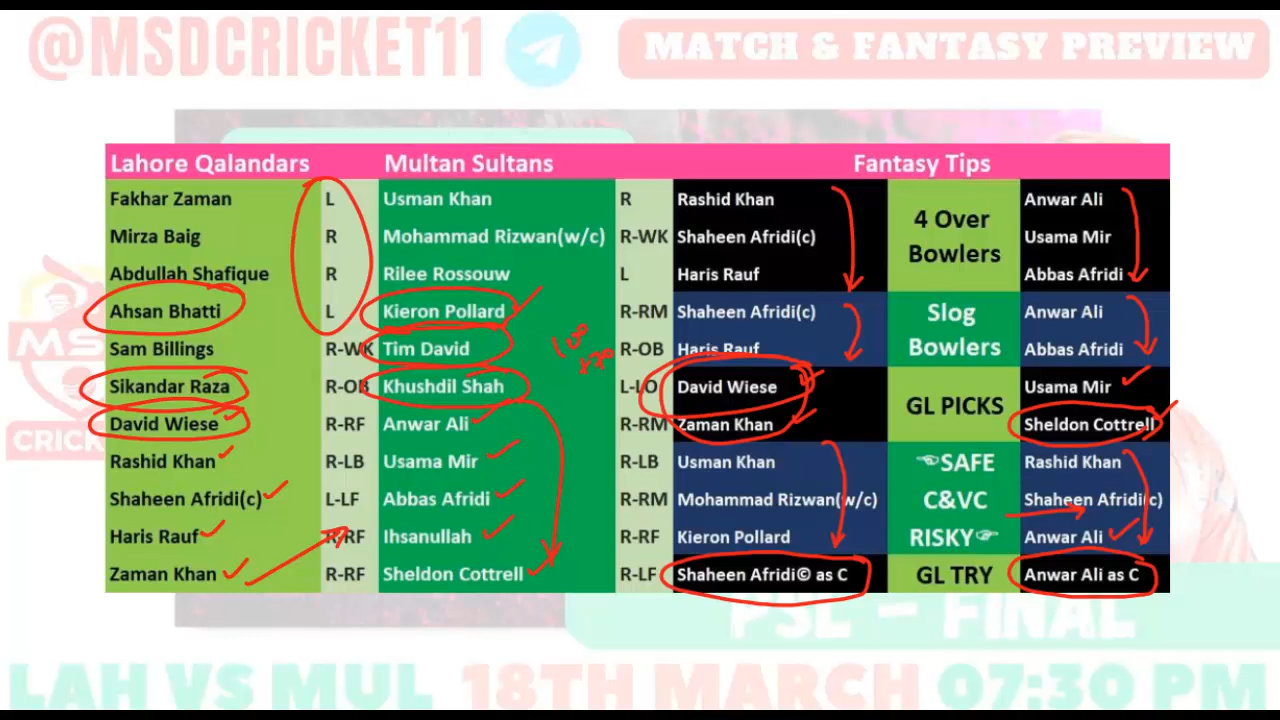 @MSDCRICKET11 MATCH & FANTASY PREVIEW
Lahore Qalandars Multan Sultans Fantasy Tips
Fakhar Zaman L Usman Khan R Rashid Khan 4 Over Bowlers Anwar Ali
Mirza Baig R Mohammad Rizwan(w/c) R-WK Shaheen Afridi(c) Usama Mir
Abdullah Shafique R Rilee Rossouw L Haris Rauf Abbas Afridi
Ahsan Bhatti L Kieron Pollard R-RM Shaheen Afridi(c) Slog Bowlers Anwar Ali
Sam Billings R-WK Tim David R-OB Haris Rauf Abbas Afridi
Sikandar Raza R-OB Khushdil Shah L-LO David Wiese GL PICKS Usama Mir
David Wiese R-RF Anwar Ali R-RM Zaman Khan Sheldon Cottrell
Rashid Khan R-LB Usama Mir R-LB Usman Khan ☜SAFE Rashid Khan
Shaheen Afridi(c) L-LF Abbas Afridi R-RM Mohammad Rizwan(w/c) C&VC Shaheen Afridi(c)
Haris Rauf R-RF Ihsanullah R-RF Kieron Pollard RISKY☞ Anwar Ali
Zaman Khan R-RF Sheldon Cottrell R-LF Shaheen Afridi© as C GL TRY Anwar Ali as C
PSL – FINAL
LAH VS MUL 18TH MARCH 07:30 PM